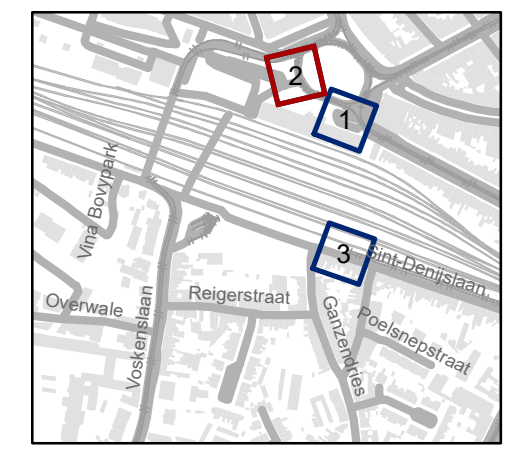 2
1
Vina Bovypark
3
Sint-Denijslaan
Overwale
Voskenslaan
Reigerstraat
Ganzendries
Poelsnepstraat